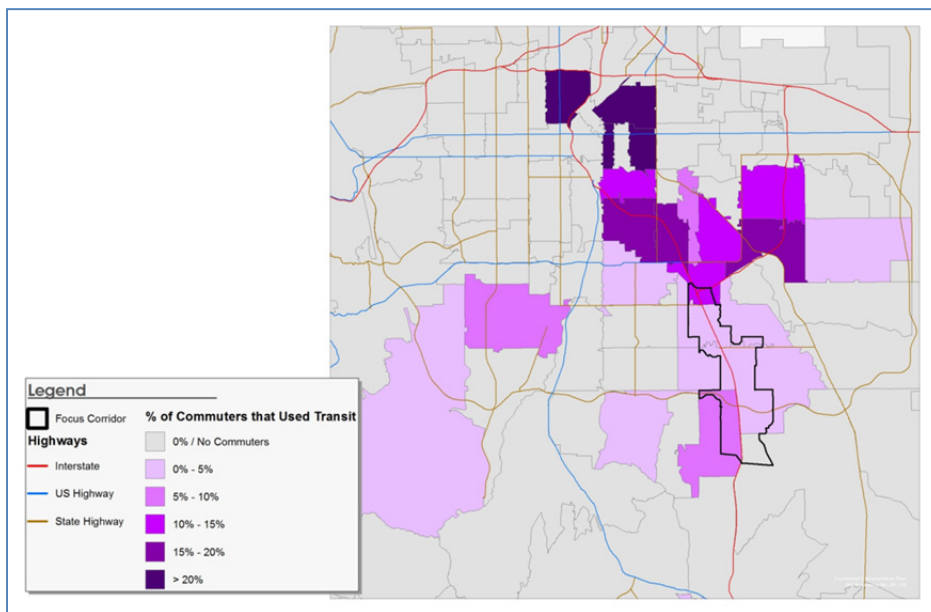 Legend
Focus Corridor
Highways
Interstate
US Highway
State Highway
% of Commuters that Used Transit
0% / No Commuters
0% - 5%
5% - 10%
10% - 15%
15% - 20%
> 20%